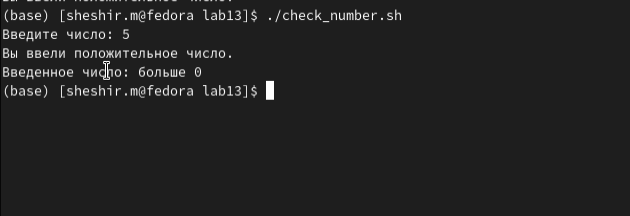 (base) [sheshir.m@fedora lab13]$ ./check_number.sh
Введите число: 5
Вы ввели положительное число.
Введенное число: больше 0
(base) [sheshir.m@fedora lab13]$